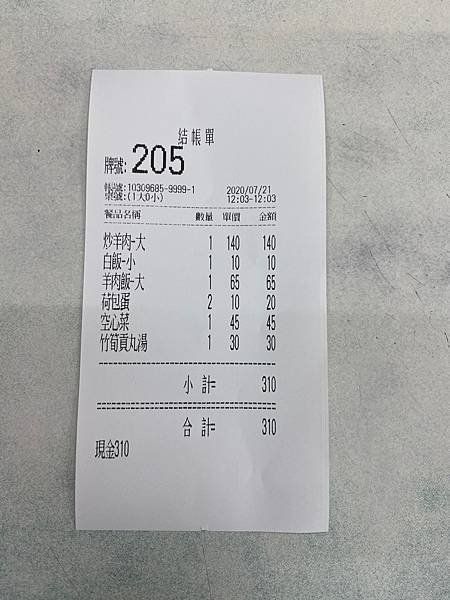 結帳單
牌號:205
帳號:10309685-9999-1 2020/07/21
桌號:(1大0小) 12:03-12:03
餐品名稱 數量 單價 金額
炒羊肉-大 1 140 140
白飯-小 1 10 10
羊肉飯-大 1 65 65
荷包蛋 2 10 20
空心菜 1 45 45
竹筍貢丸湯 1 30 30
小計= 310
合計= 310
現金310